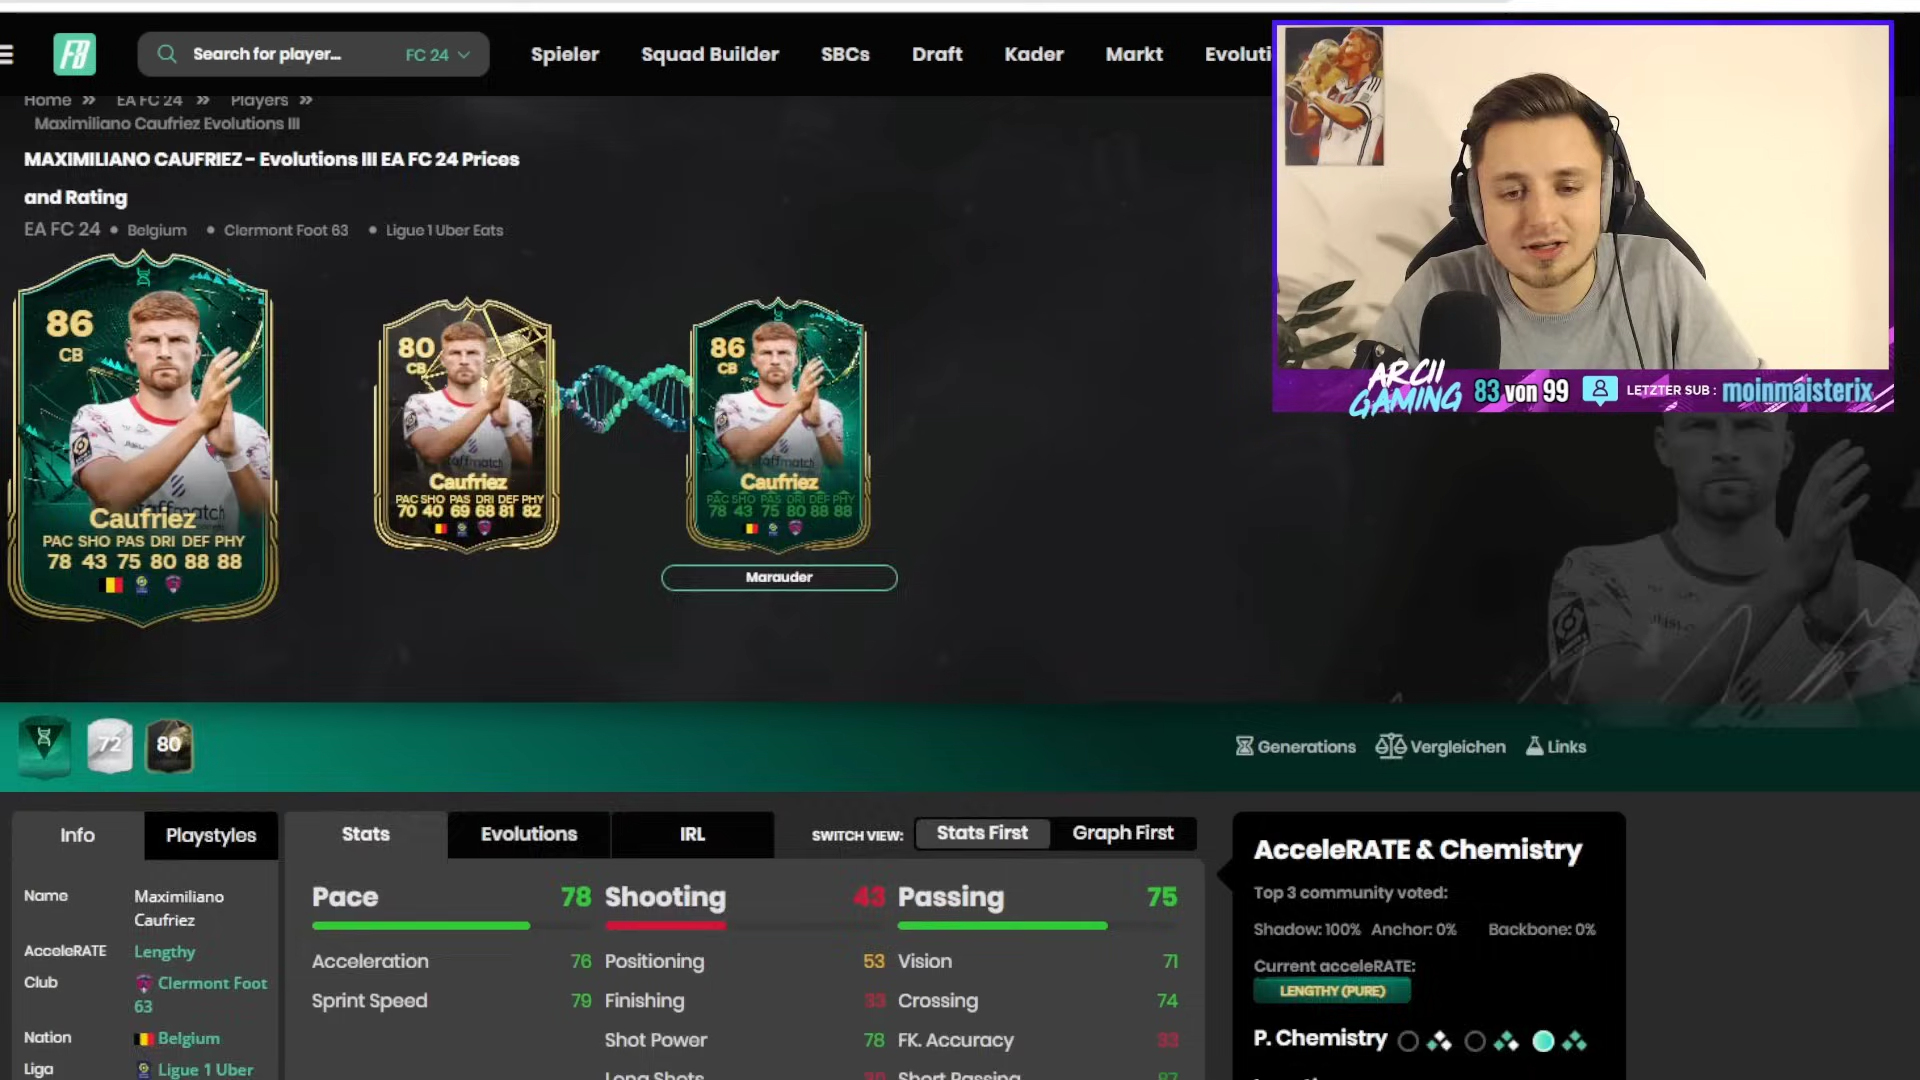 FB
Search for player...
FC 24
Spieler
Squad Builder
SBCs
Draft
Kader
Markt
Evoluti
Home » EA FC 24 » Players »
Maximiliano Caufriez Evolutions III
MAXIMILIANO CAUFRIEZ - Evolutions III EA FC 24 Prices
and Rating
EA FC 24 • Belgium • Clermont Foot 63 • Ligue 1 Uber Eats
86
CB
Caufriez
PAC SHO PAS DRI DEF PHY
78 43 75 80 88 88
80
CB
Caufriez
PAC SHO PAS DRI DEF PHY
70 40 69 68 81 82
86
CB
Caufriez
PAC SHO PAS DRI DEF PHY
78 43 75 80 88 88
Marauder
ARCII
GAMING
83 von 99
LETZTER SUB : moinmaisterix
72
80
Generations
Vergleichen
Links
Info
Playstyles
Stats
Evolutions
IRL
SWITCH VIEW:
Stats First
Graph First
Name
Maximiliano
Caufriez
AcceleRATE
Lengthy
Club
Clermont Foot
63
Nation
Belgium
Liga
Ligue 1 Uber
Pace 78
Acceleration 76
Sprint Speed 79
Shooting 43
Positioning 53
Finishing 33
Shot Power 78
Long Shots
Passing 75
Vision 71
Crossing 74
FK. Accuracy 33
Short Passing 87
AcceleRATE & Chemistry
Top 3 community voted:
Shadow: 100% Anchor: 0% Backbone: 0%
Current acceleRATE:
LENGTHY (PURE)
P. Chemistry